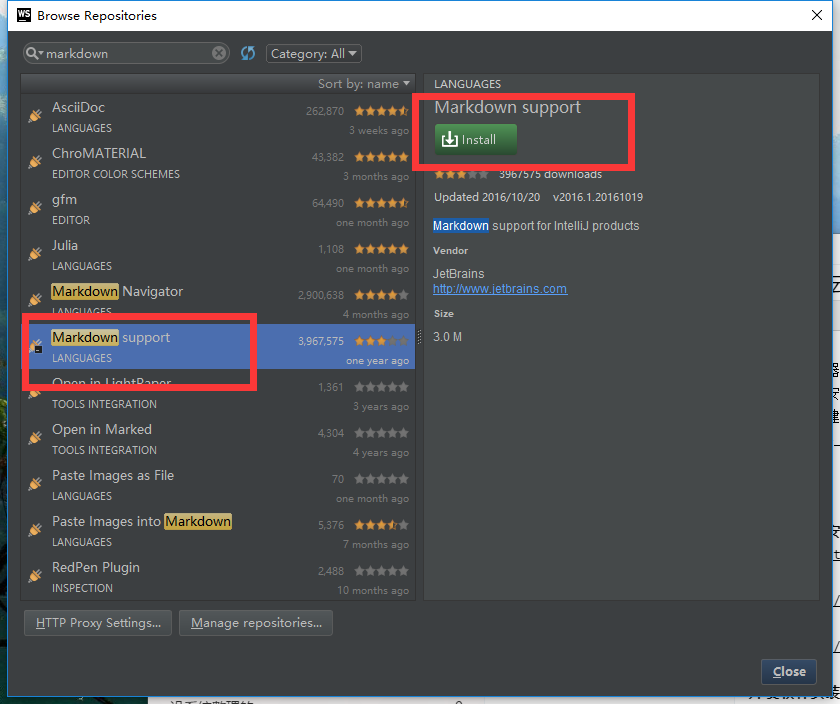 WS Browse Repositories
markdown
Category: All
Sort by: name
AsciiDoc 262,870
LANGUAGES 3 weeks ago
ChroMATERIAL 43,382
EDITOR COLOR SCHEMES 3 months ago
gfm 64,490
EDITOR one month ago
Julia 1,108
LANGUAGES one month ago
Markdown Navigator 2,900,638
LANGUAGES 4 months ago
Markdown support 3,967,575
LANGUAGES one year ago
Open in LightPaper 1,361
TOOLS INTEGRATION 3 years ago
Open in Marked 4,304
TOOLS INTEGRATION 4 years ago
Paste Images as File 70
LANGUAGES one month ago
Paste Images into Markdown 5,376
LANGUAGES 7 months ago
RedPen Plugin 2,488
INSPECTION 10 months ago
LANGUAGES
Markdown support
Install
3967575 downloads
Updated 2016/10/20 v2016.1.20161019
Markdown support for IntelliJ products
Vendor
JetBrains
http://www.jetbrains.com
Size
3.0 M
HTTP Proxy Settings...
Manage repositories...
Close